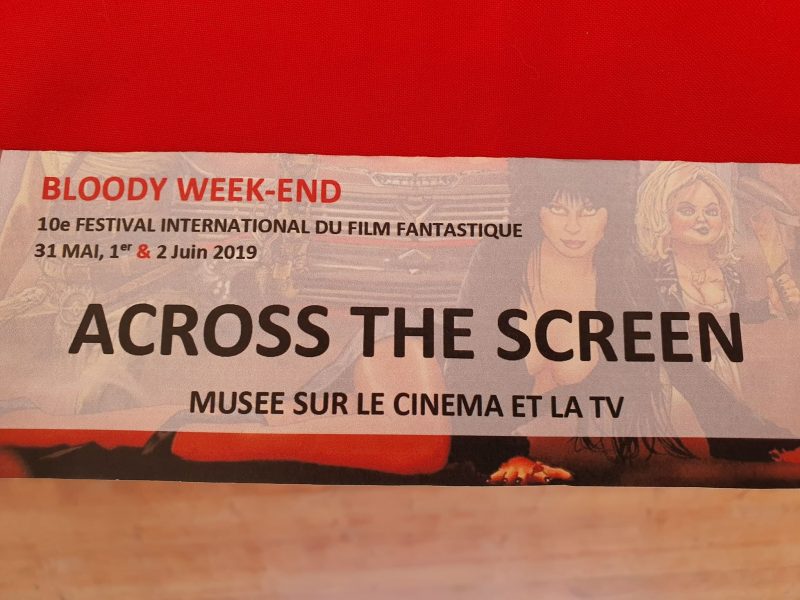 BLOODY WEEK-END
10e FESTIVAL INTERNATIONAL DU FILM FANTASTIQUE
31 MAI, 1er & 2 Juin 2019
ACROSS THE SCREEN
MUSEE SUR LE CINEMA ET LA TV